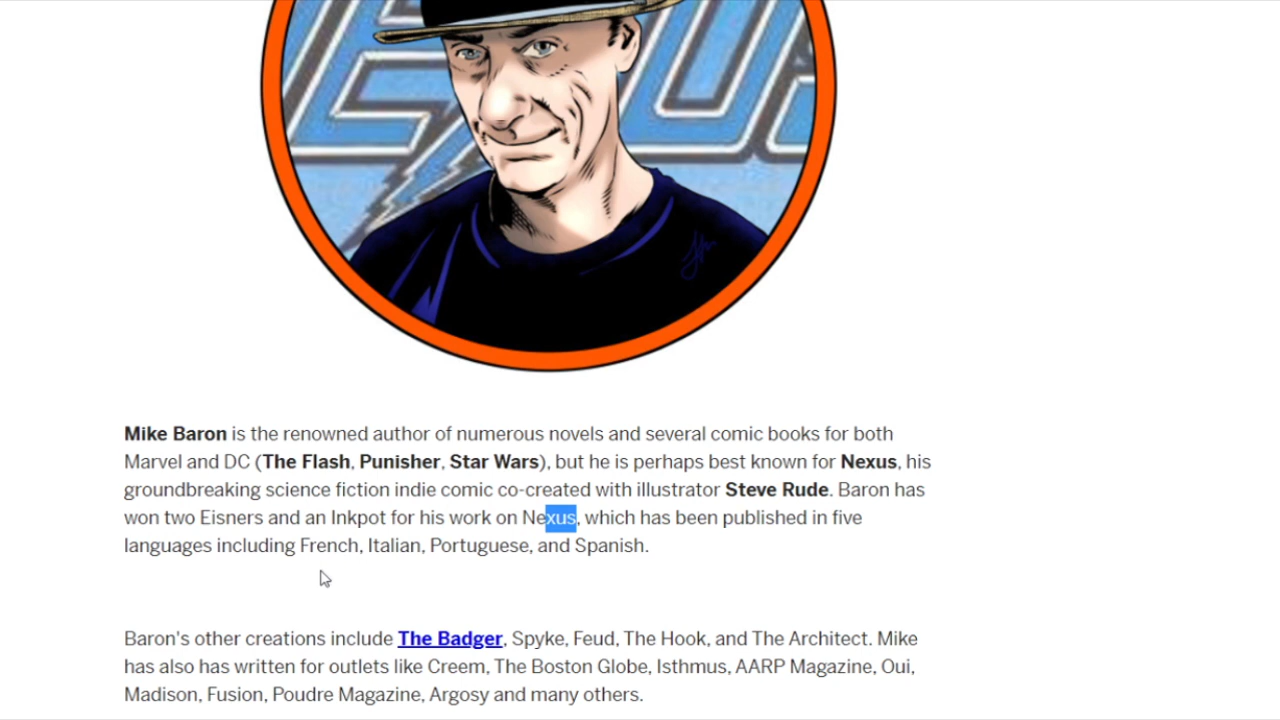 EXUS
Mike Baron is the renowned author of numerous novels and several comic books for both
Marvel and DC (The Flash, Punisher, Star Wars), but he is perhaps best known for Nexus, his
groundbreaking science fiction indie comic co-created with illustrator Steve Rude. Baron has
won two Eisners and an Inkpot for his work on Nexus, which has been published in five
languages including French, Italian, Portuguese, and Spanish.
Baron's other creations include The Badger, Spyke, Feud, The Hook, and The Architect. Mike
has also has written for outlets like Creem, The Boston Globe, Isthmus, AARP Magazine, Oui,
Madison, Fusion, Poudre Magazine, Argosy and many others.